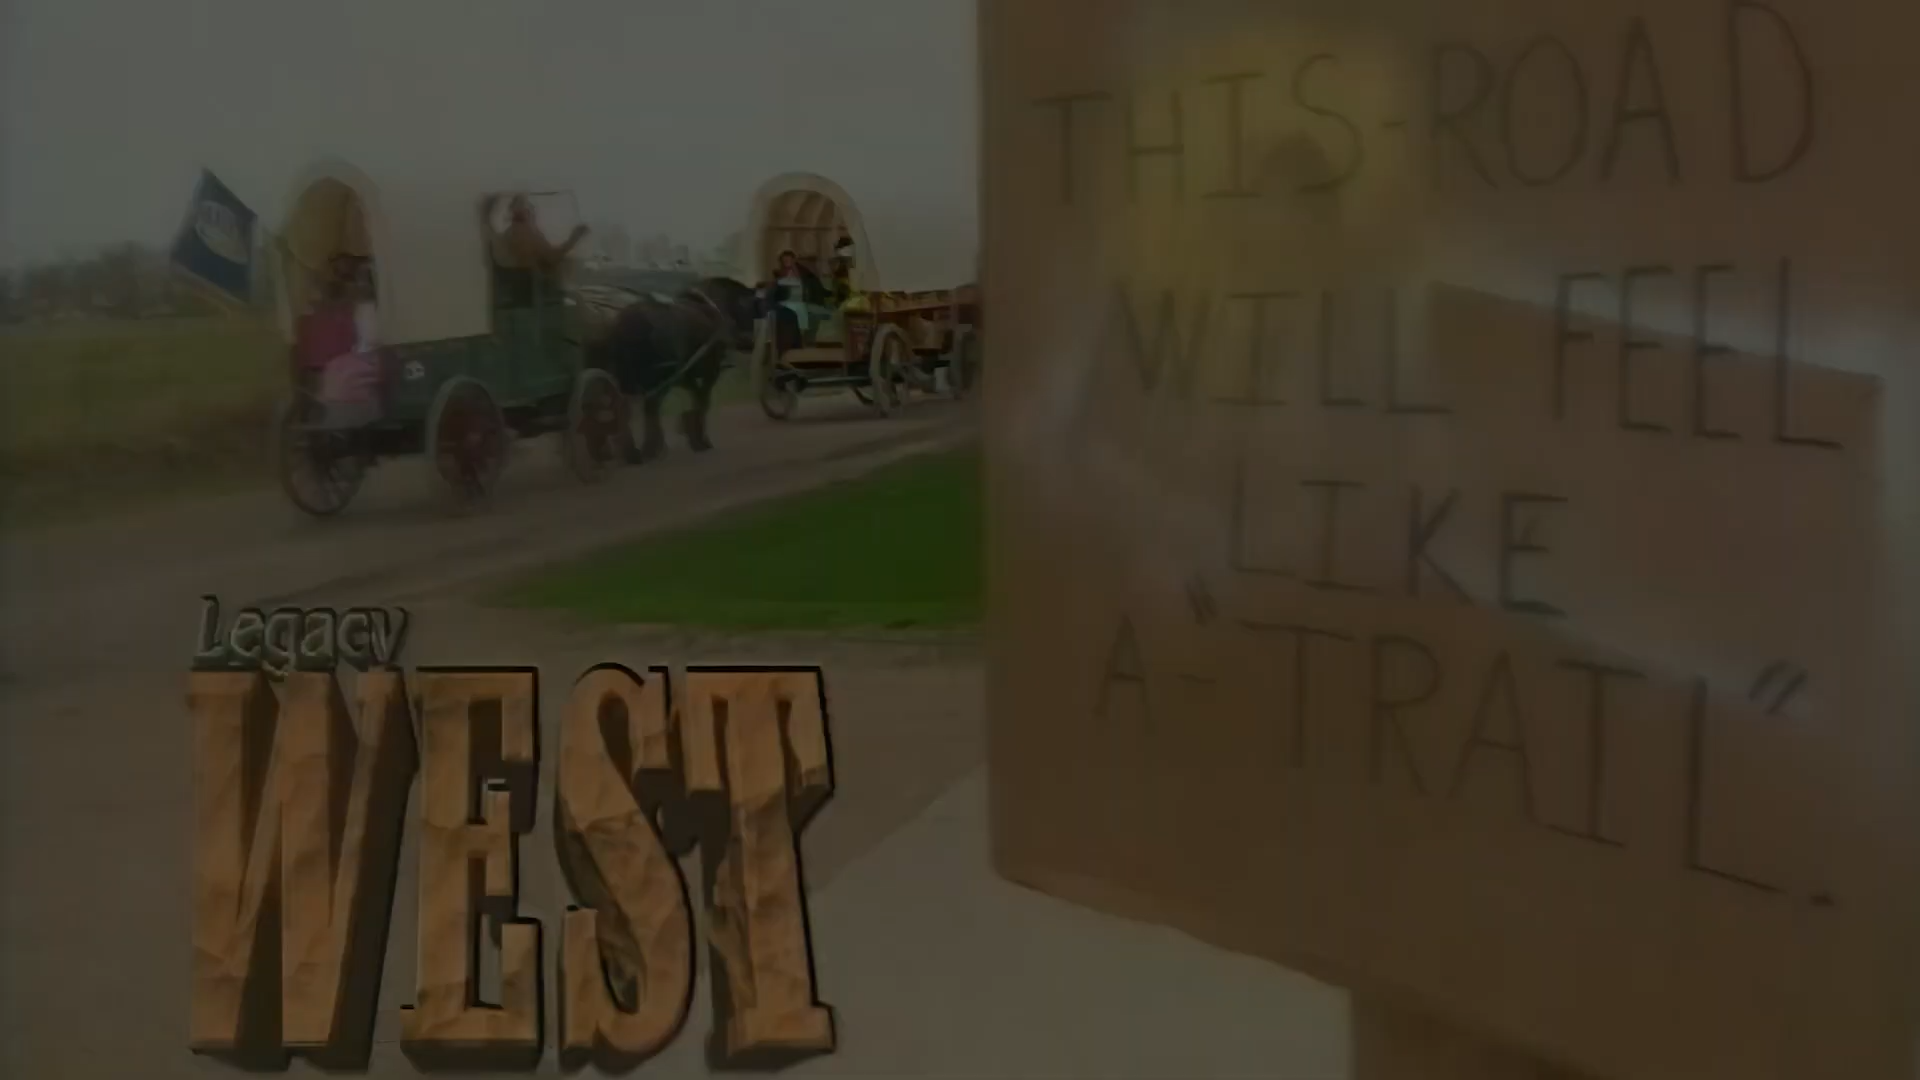 THIS-ROAD
WILL FEEL
LIKE
A-"TRAIL".
Legacy
WEST